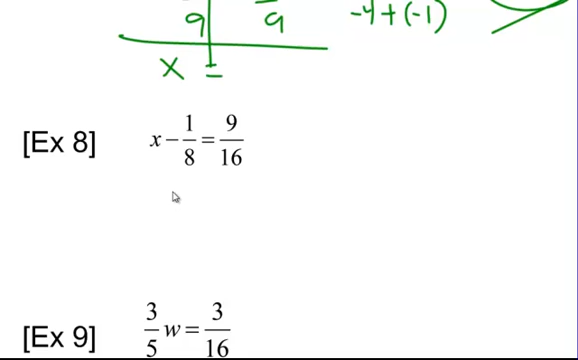 9 9 -4 + (-1)
x =
[Ex 8] x - 1/8 = 9/16
[Ex 9] 3/5 w = 3/16